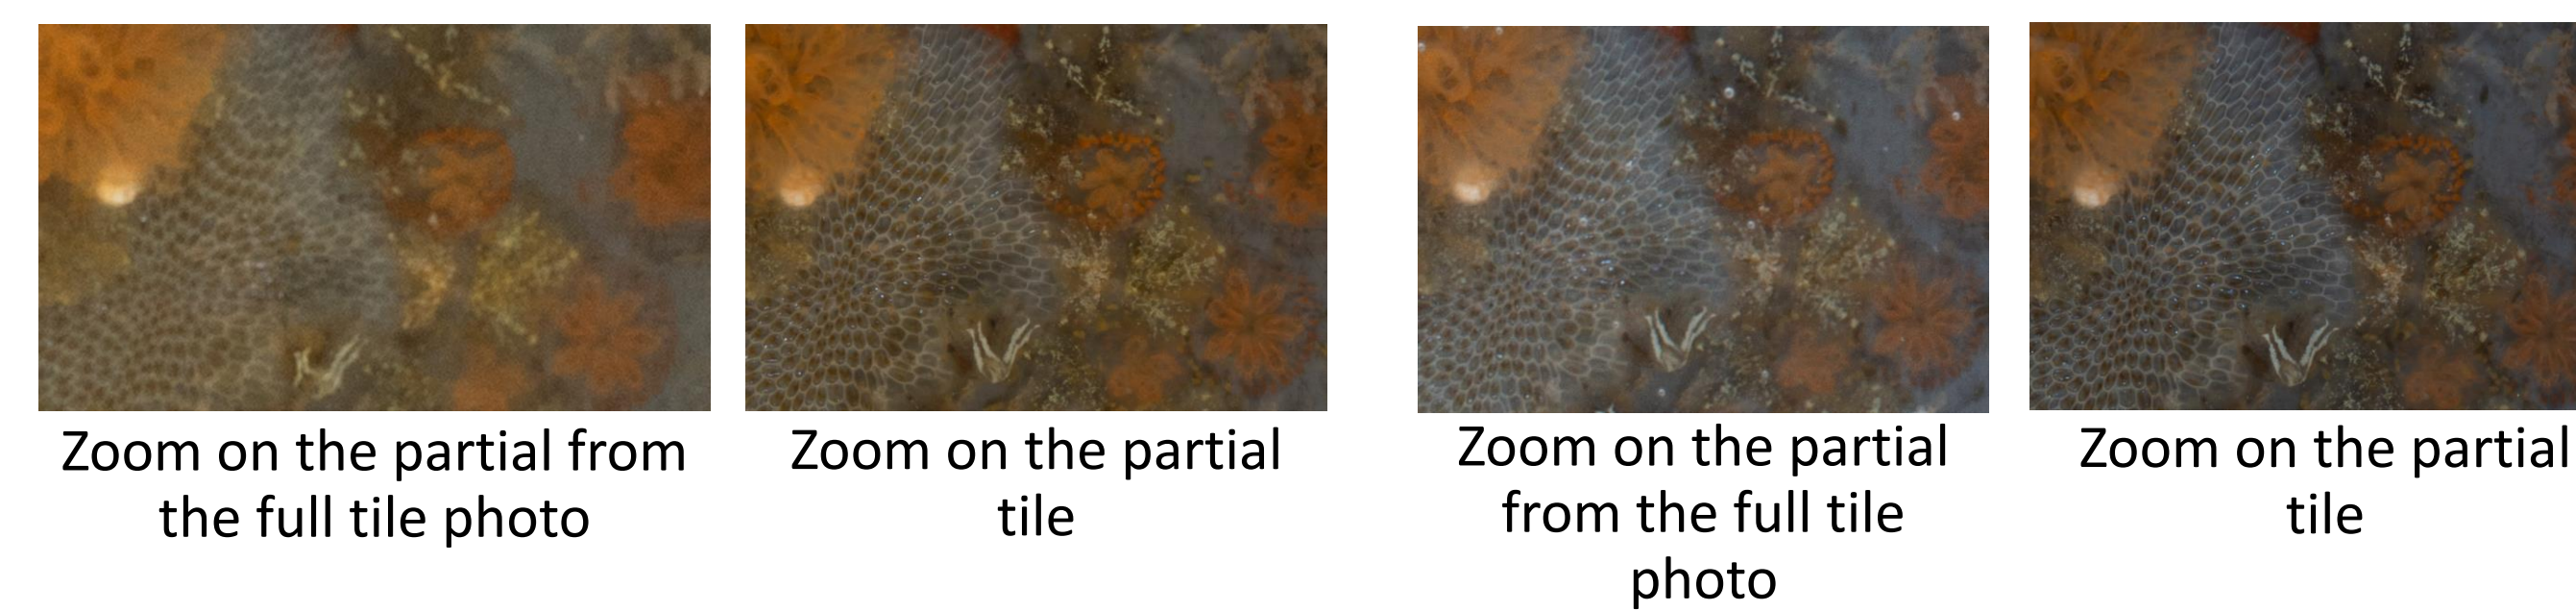 Zoom on the partial from
the full tile photo
Zoom on the partial
tile
Zoom on the partial
from the full tile
photo
Zoom on the partial
tile